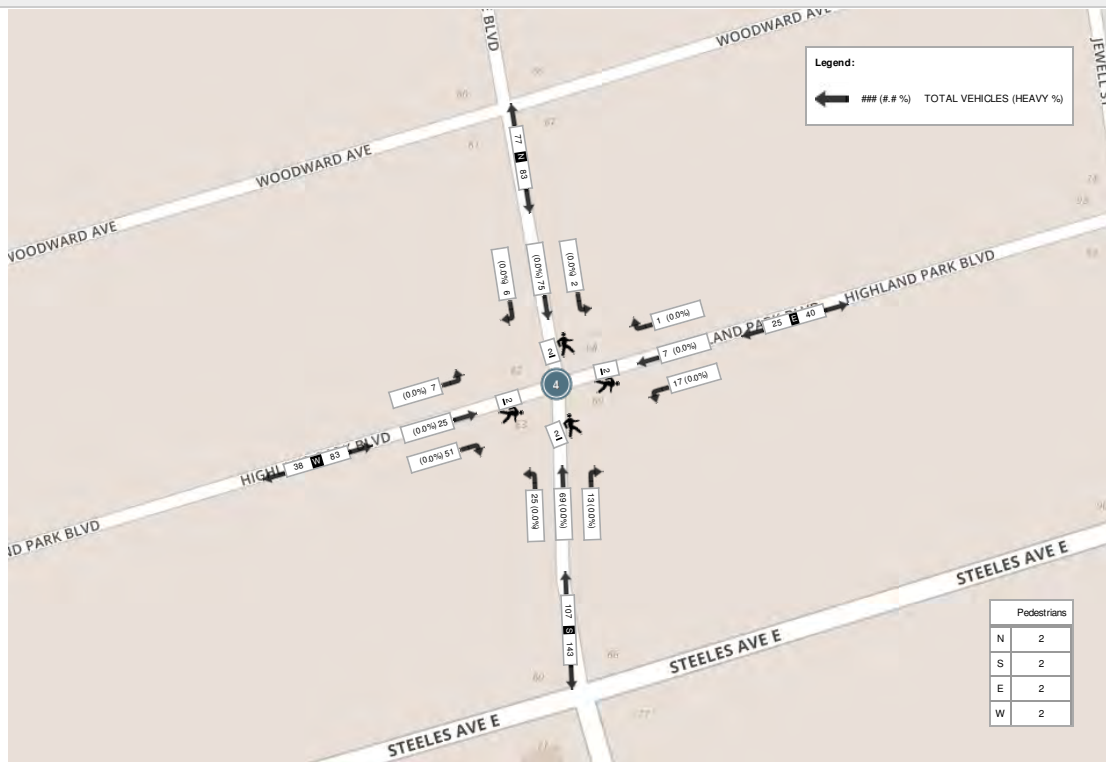 E BLVD
WOODWARD AVE
JEWELL ST
Legend:
### (#.# %) TOTAL VEHICLES (HEAVY %)
WOODWARD AVE
WOODWARD AVE
77 N 83
(0.0%) 6
(0.0%) 75
(0.0%) 2
HIGHLAND PARK BLVD
1 (0.0%)
25 E 40
LAND PARK BLVD
7 (0.0%)
17 (0.0%)
2
2
4
(0.0%) 7
2
(0.0%) 25
2
(0.0%) 51
38 W 83
HIGHLAND PARK BLVD
25 (0.0%)
69 (0.0%)
13 (0.0%)
ND PARK BLVD
107 S 143
STEELES AVE E
STEELES AVE E
STEELES AVE E
Pedestrians
N 2
S 2
E 2
W 2